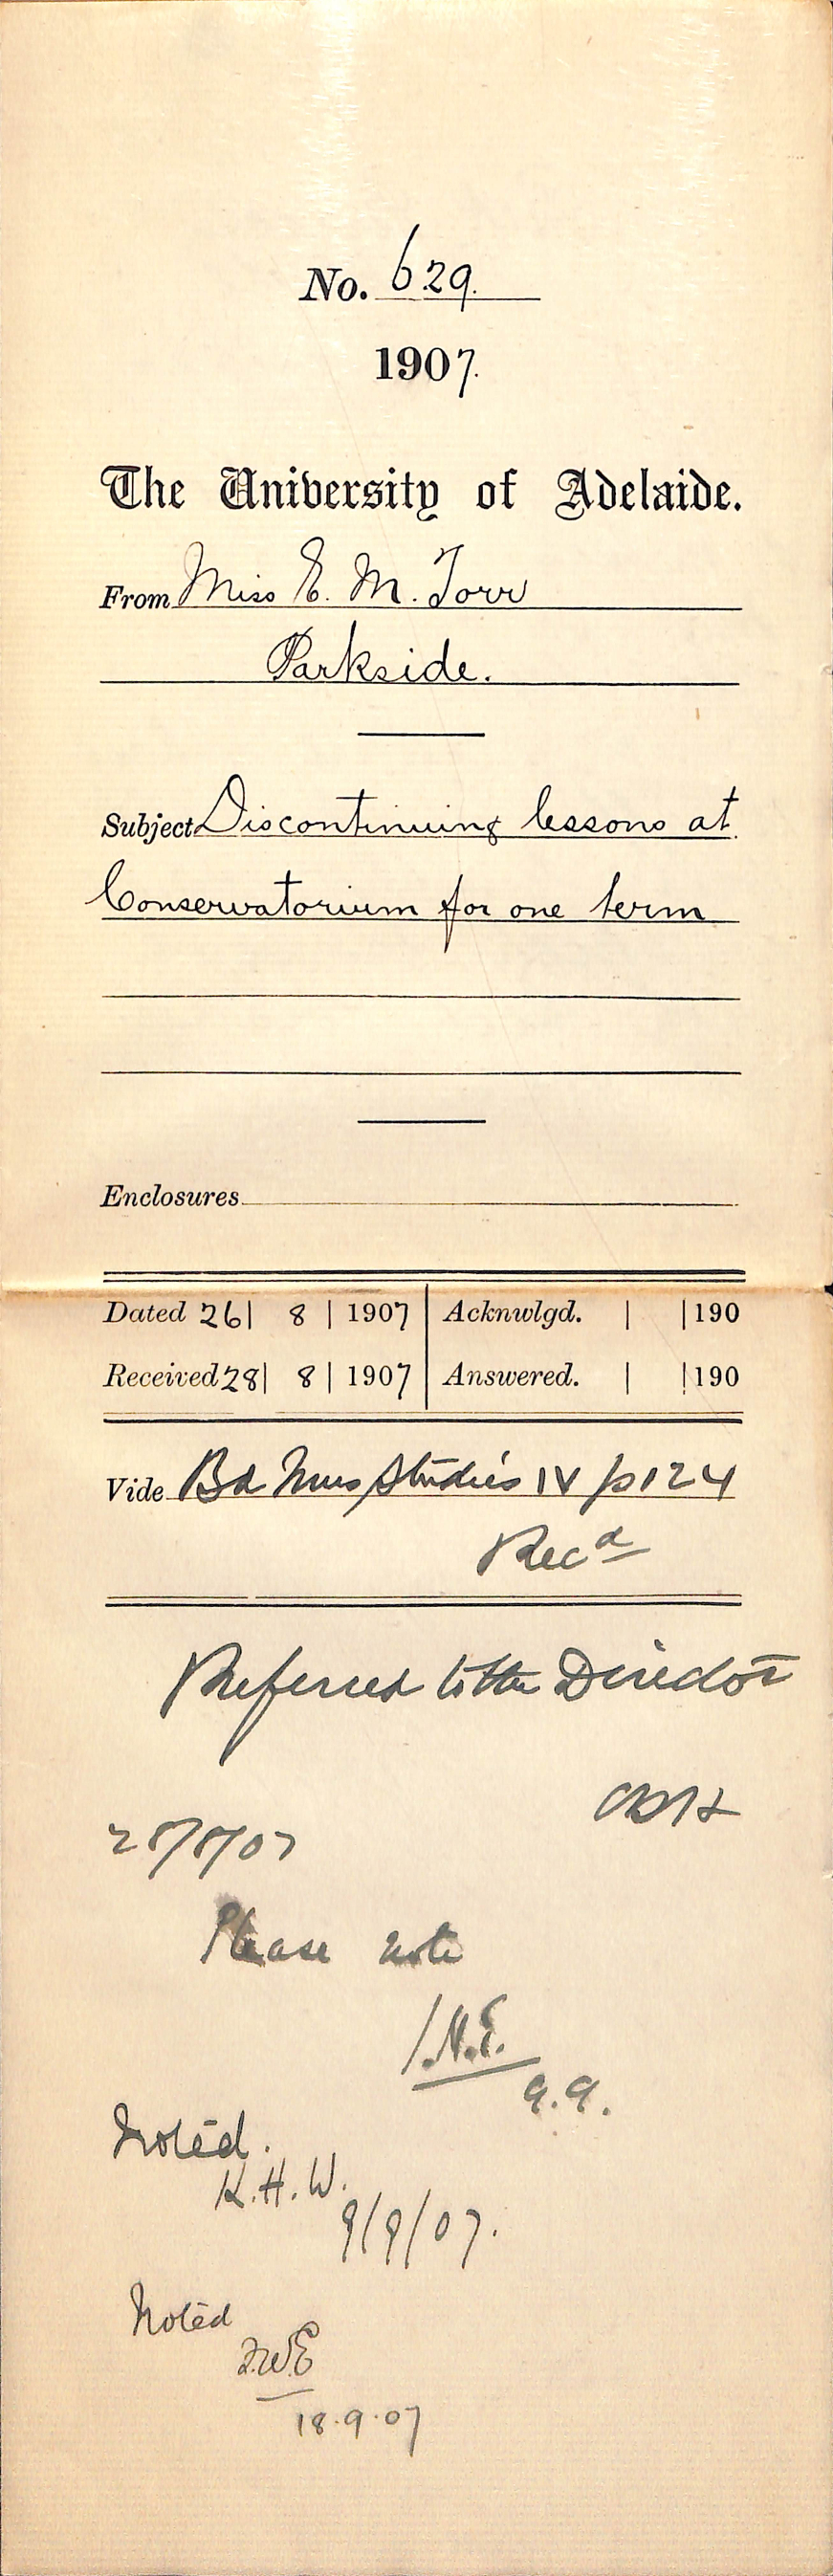 No. 629.
1907.
The University of Adelaide.
From Miss E. M. Torr
Parkside.
Subject Discontinuing lessons at
Conservatorium for one term
Enclosures
Dated 26| 8 | 1907 Acknwlgd. | |190
Received 28| 8 | 1907 Answered. | |190
Vide Bd Mus Studies IV p124
Recd
Referred to the Director
CRH
28/8/07
Please note
J.M.E.
9.9.
Noted.
K.H.W.
9/9/07.
Noted
FWE
18.9.07